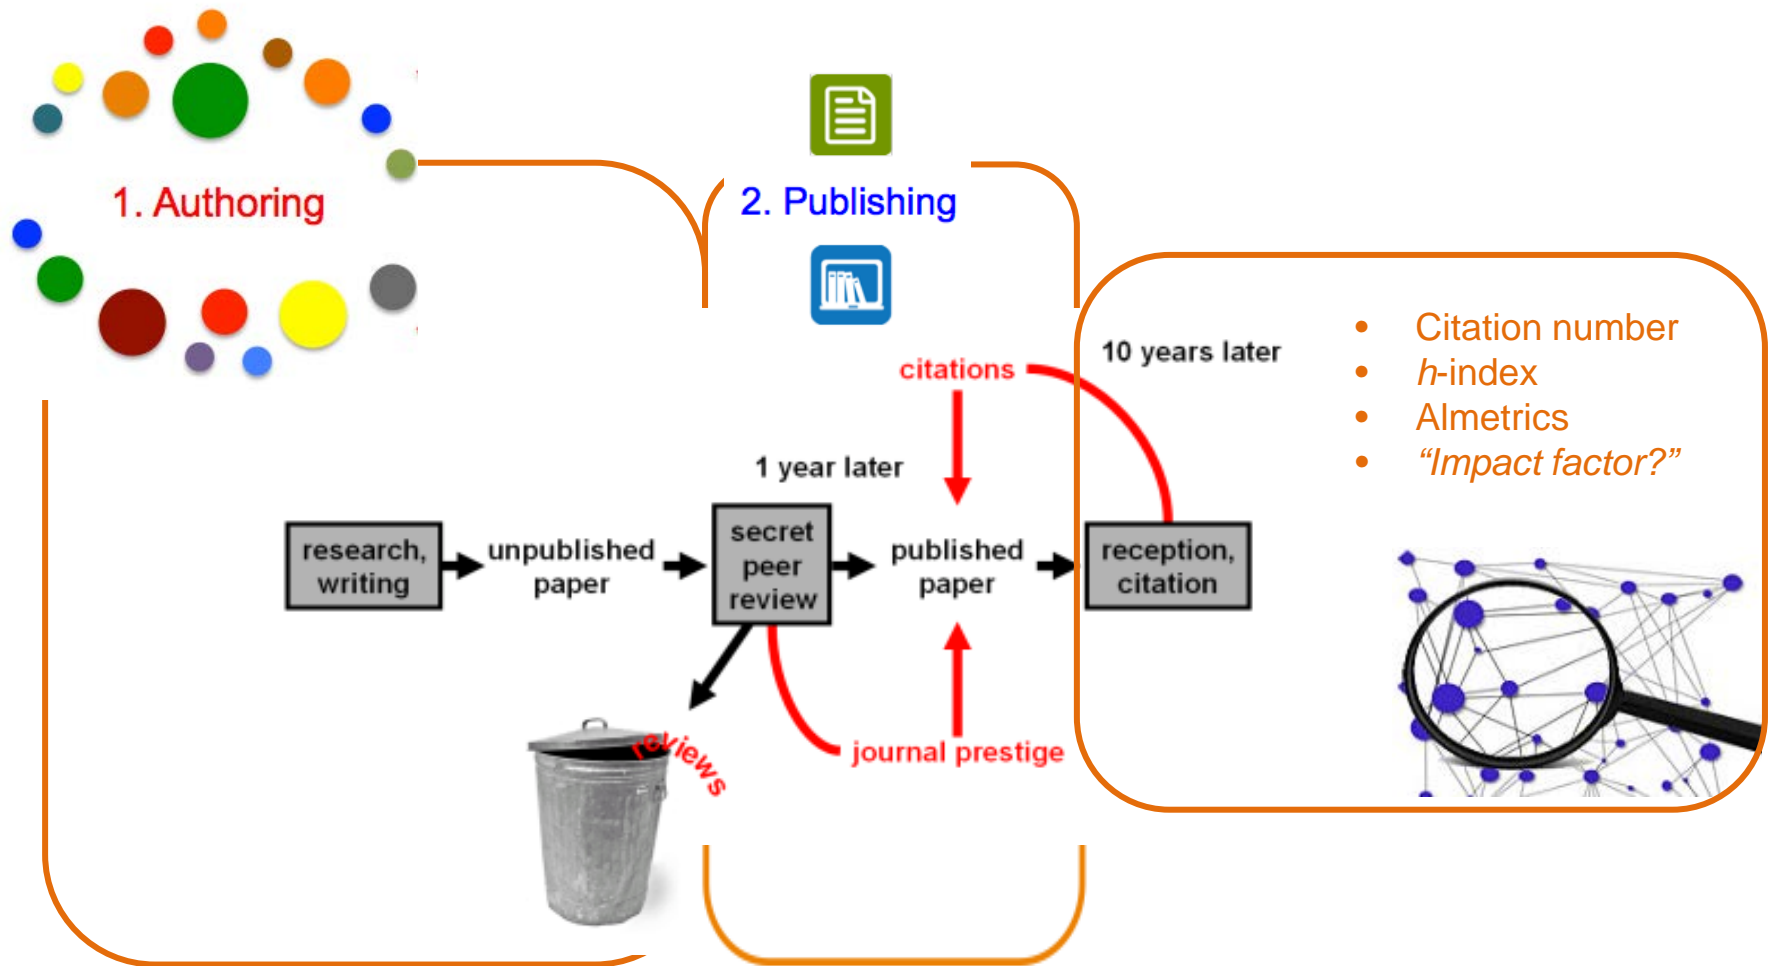 1. Authoring
2. Publishing
citations
10 years later
• Citation number
• h-index
• Almetrics
• “Impact factor?”
1 year later
research,
writing
unpublished
paper
secret
peer
review
published
paper
reception,
citation
reviews
journal prestige